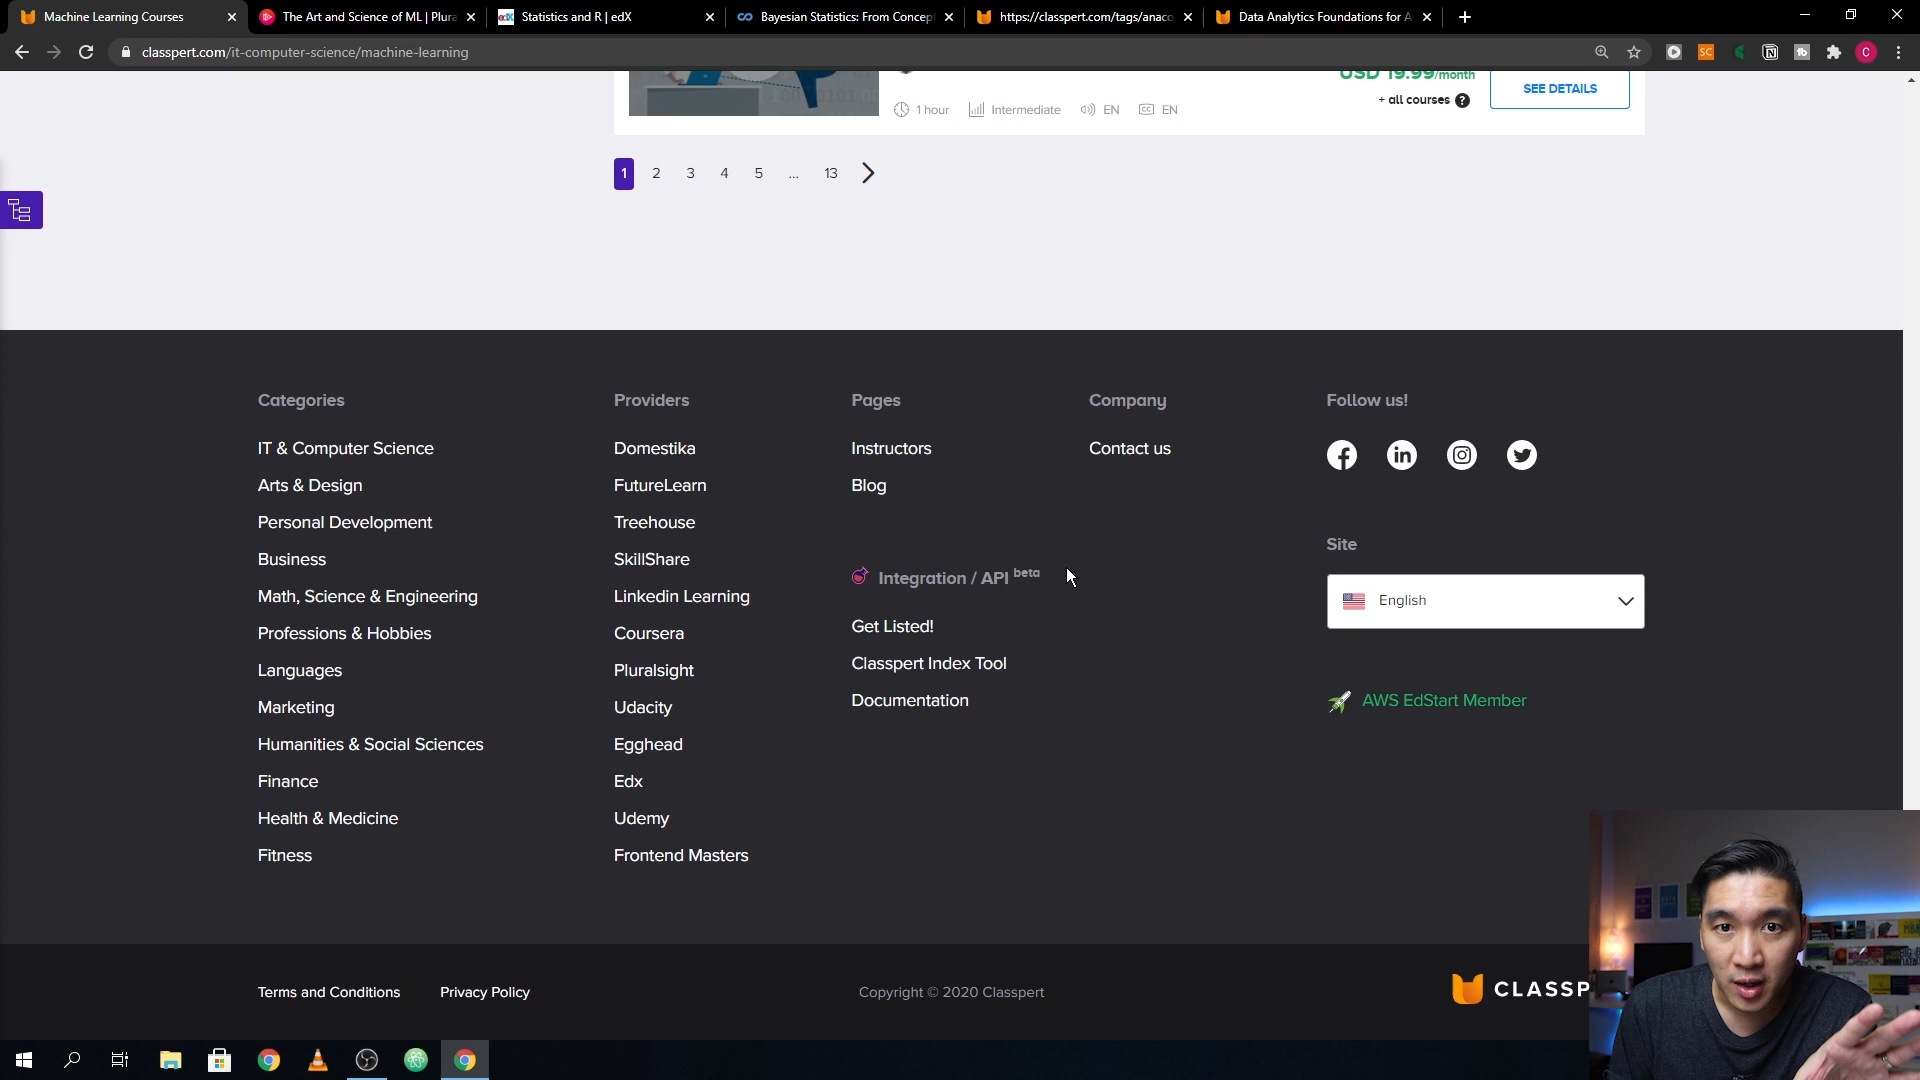 Machine Learning Courses
The Art and Science of ML | Plura
edX Statistics and R | edX
Bayesian Statistics: From Concep
https://classpert.com/tags/anaco
Data Analytics Foundations for A
classpert.com/it-computer-science/machine-learning
SC
C
USD 19.99/month
+ all courses ?
SEE DETAILS
1 hour Intermediate EN CC EN
1 2 3 4 5 ... 13
Categories
IT & Computer Science
Arts & Design
Personal Development
Business
Math, Science & Engineering
Professions & Hobbies
Languages
Marketing
Humanities & Social Sciences
Finance
Health & Medicine
Fitness
Providers
Domestika
FutureLearn
Treehouse
SkillShare
Linkedin Learning
Coursera
Pluralsight
Udacity
Egghead
Edx
Udemy
Frontend Masters
Pages
Instructors
Blog
Integration / API beta
Get Listed!
Classpert Index Tool
Documentation
Company
Contact us
Follow us!
Site
English
AWS EdStart Member
Terms and Conditions
Privacy Policy
Copyright © 2020 Classpert
CLASSP